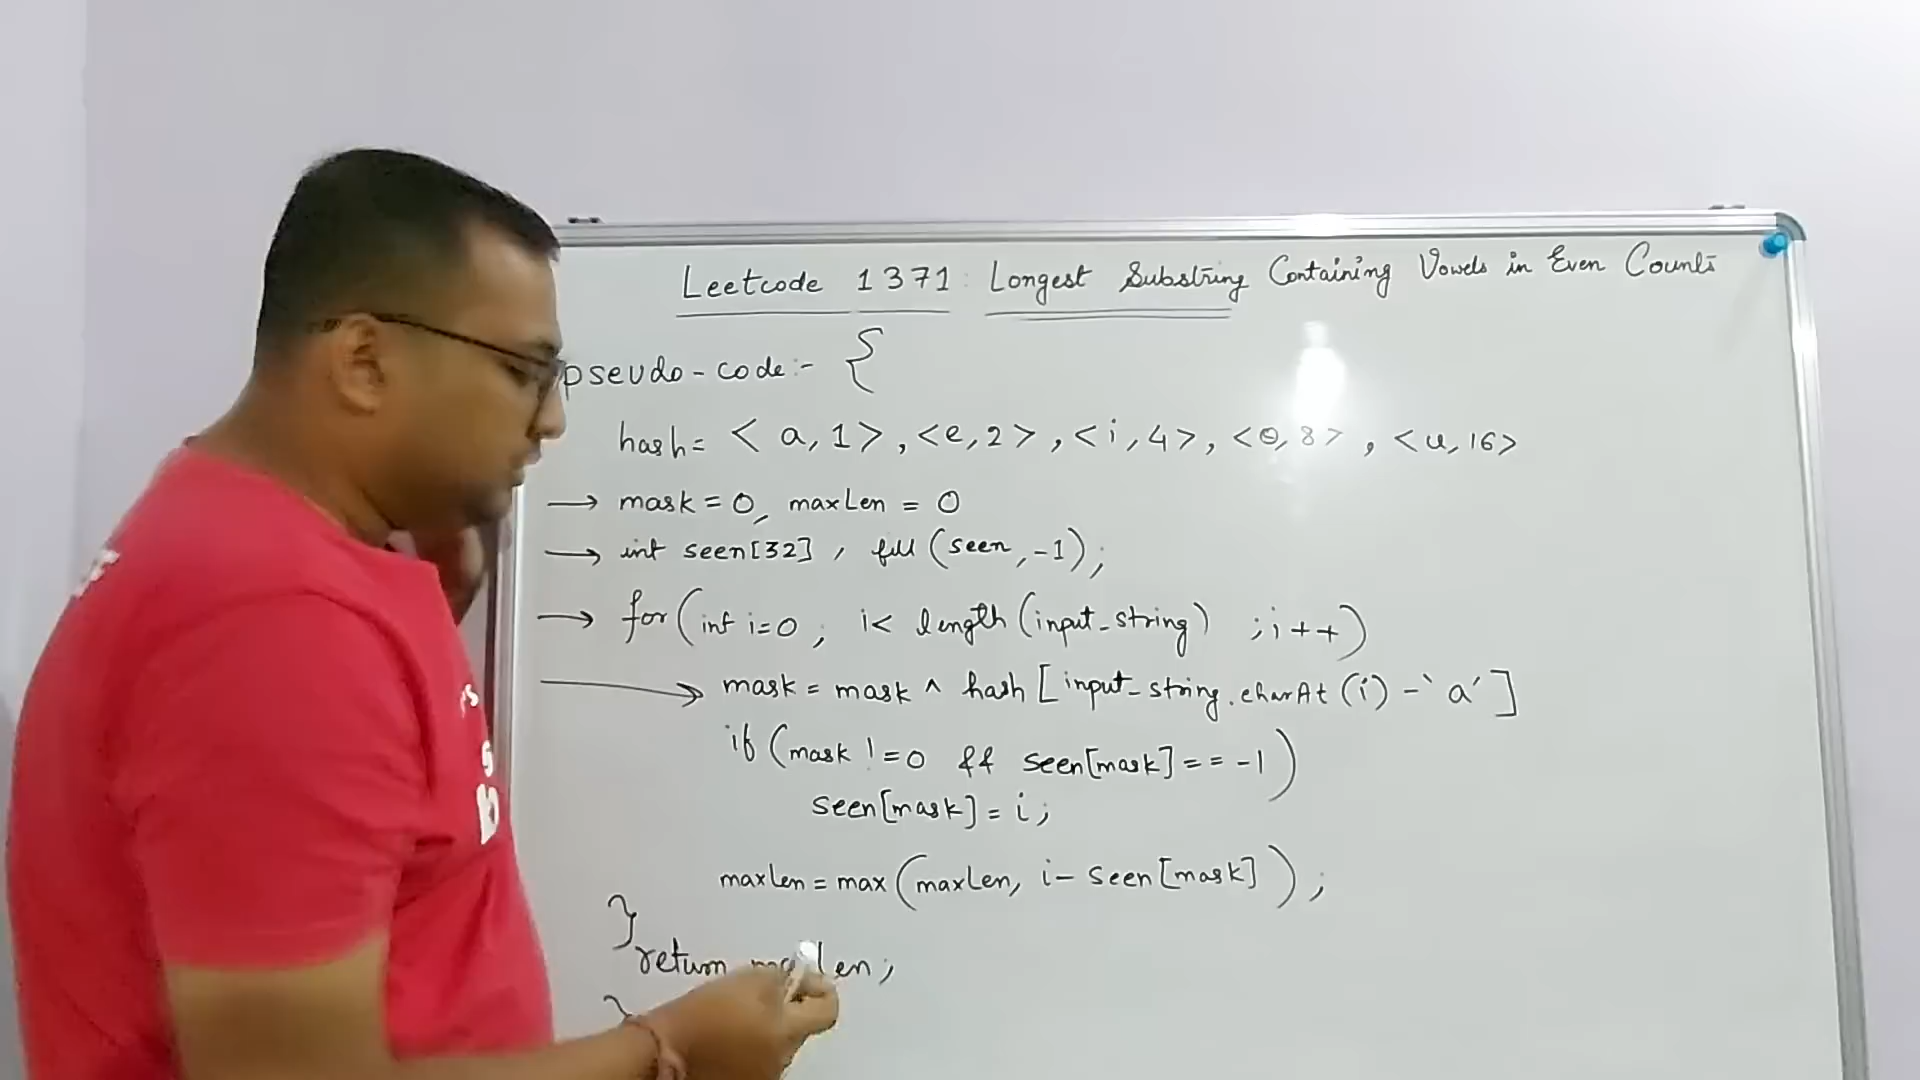 Leetcode 1371: Longest Substring Containing Vowels in Even Counts
pseudo-code:- {
hash= < a, 1 > , < e, 2 > , < i, 4 >, < o, 8 > , < u, 16 >
→ mask = 0, maxLen = 0
→ int seen[32] , fill (seen, -1);
→ for (int i=0 ; i< length (input_string) ; i++)
→ mask = mask ^ hash [input_string.charAt (i) - 'a']
if (mask != 0 && seen[mask] == -1)
seen[mask] = i;
maxLen = max (maxLen, i - seen[mask] ) ;
}
return
}